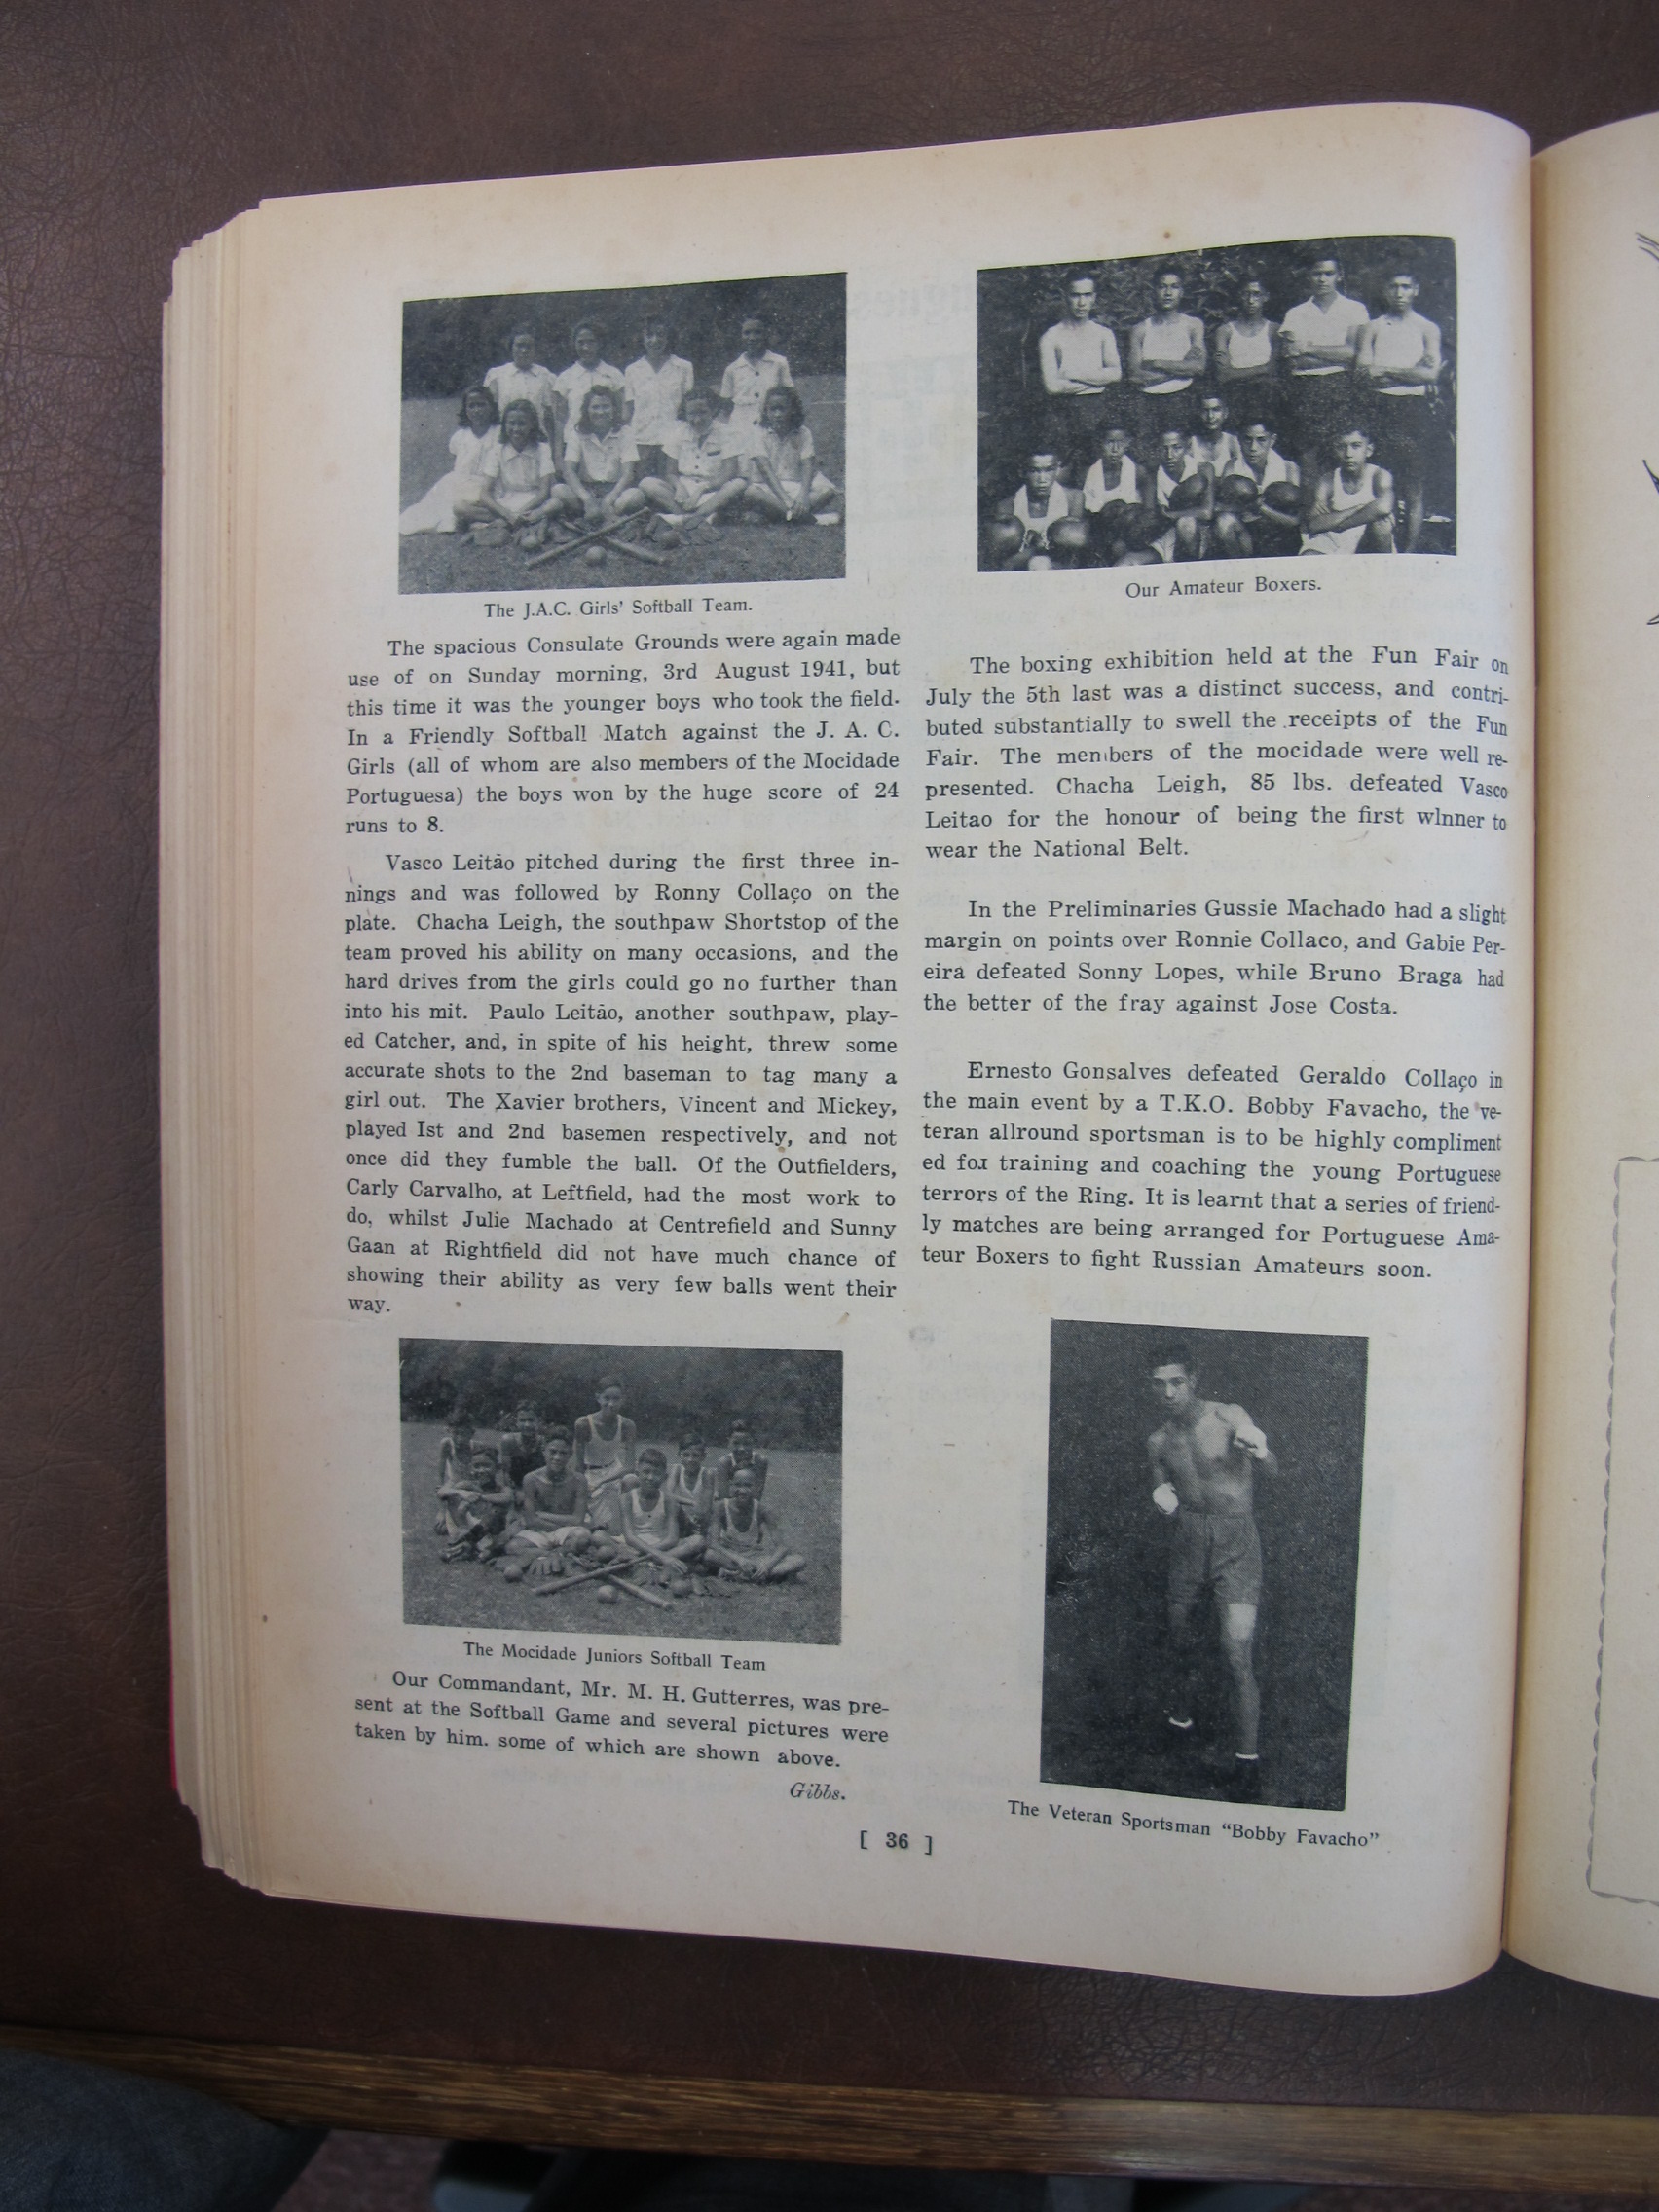 The J.A.C. Girls' Softball Team.
The spacious Consulate Grounds were again made
use of on Sunday morning, 3rd August 1941, but
this time it was the younger boys who took the field.
In a Friendly Softball Match against the J. A. C.
Girls (all of whom are also members of the Mocidade
Portuguesa) the boys won by the huge score of 24
runs to 8.
Vasco Leitão pitched during the first three in-
nings and was followed by Ronny Collaço on the
plate. Chacha Leigh, the southpaw Shortstop of the
team proved his ability on many occasions, and the
hard drives from the girls could go no further than
into his mit. Paulo Leitão, another southpaw, play-
ed Catcher, and, in spite of his height, threw some
accurate shots to the 2nd baseman to tag many a
girl out. The Xavier brothers, Vincent and Mickey,
played Ist and 2nd basemen respectively, and not
once did they fumble the ball. Of the Outfielders,
Carly Carvalho, at Leftfield, had the most work to
do, whilst Julie Machado at Centrefield and Sunny
Gaan at Rightfield did not have much chance of
showing their ability as very few balls went their
way.
The Mocidade Juniors Softball Team
Our Commandant, Mr. M. H. Gutterres, was pre-
sent at the Softball Game and several pictures were
taken by him. some of which are shown above.
Gibbs.
Our Amateur Boxers.
The boxing exhibition held at the Fun Fair on
July the 5th last was a distinct success, and contri-
buted substantially to swell the receipts of the Fun
Fair. The members of the mocidade were well re-
presented. Chacha Leigh, 85 lbs. defeated Vasco
Leitao for the honour of being the first wInner to
wear the National Belt.
In the Preliminaries Gussie Machado had a slight
margin on points over Ronnie Collaco, and Gabie Per-
eira defeated Sonny Lopes, while Bruno Braga had
the better of the fray against Jose Costa.
Ernesto Gonsalves defeated Geraldo Collaço in
the main event by a T.K.O. Bobby Favacho, the ve-
teran allround sportsman is to be highly compliment
ed for training and coaching the young Portuguese
terrors of the Ring. It is learnt that a series of friend-
ly matches are being arranged for Portuguese Ama-
teur Boxers to fight Russian Amateurs soon.
The Veteran Sportsman "Bobby Favacho"
[ 36 ]